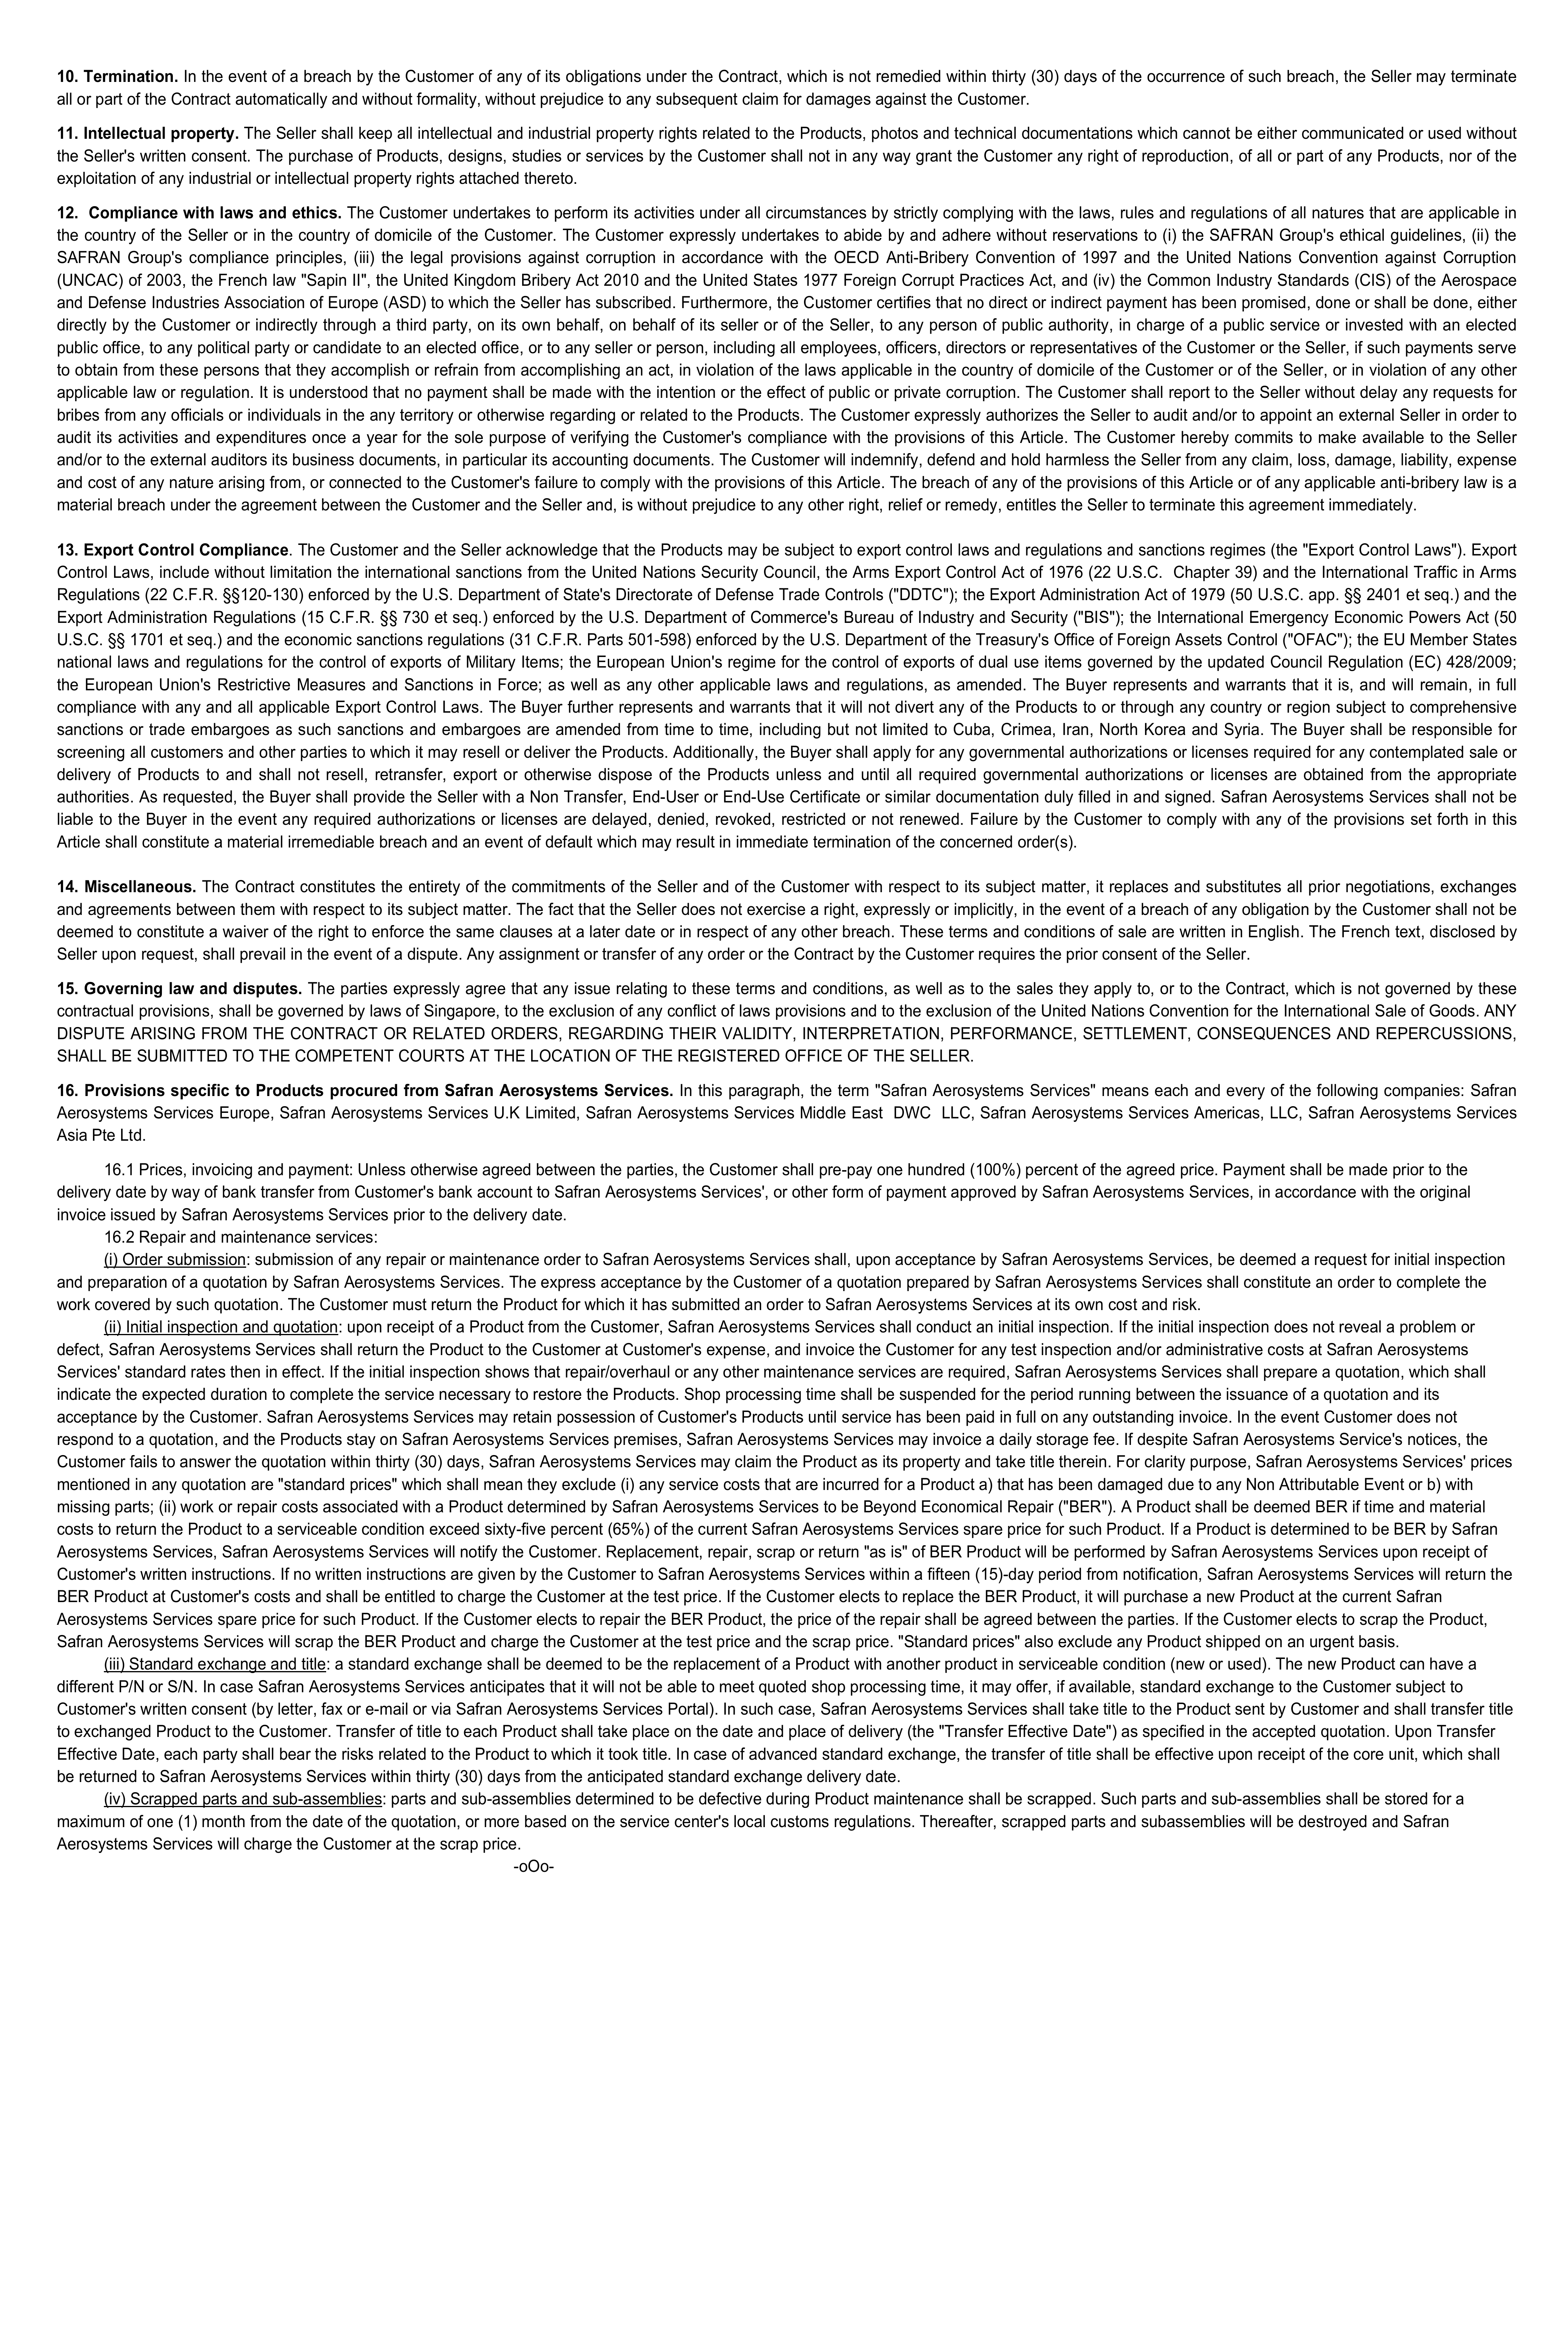 10. Termination. In the event of a breach by the Customer of any of its obligations under the Contract, which is not remedied within thirty (30) days of the occurrence of such breach, the Seller may terminate
all or part of the Contract automatically and without formality, without prejudice to any subsequent claim for damages against the Customer.
11. Intellectual property. The Seller shall keep all intellectual and industrial property rights related to the Products, photos and technical documentations which cannot be either communicated or used without
the Seller's written consent. The purchase of Products, designs, studies or services by the Customer shall not in any way grant the Customer any right of reproduction, of all or part of any Products, nor of the
exploitation of any industrial or intellectual property rights attached thereto.
12.  Compliance with laws and ethics. The Customer undertakes to perform its activities under all circumstances by strictly complying with the laws, rules and regulations of all natures that are applicable in
the country of the Seller or in the country of domicile of the Customer. The Customer expressly undertakes to abide by and adhere without reservations to (i) the SAFRAN Group's ethical guidelines, (ii) the
SAFRAN Group's compliance principles, (iii) the legal provisions against corruption in accordance with the OECD Anti-Bribery Convention of 1997 and the United Nations Convention against Corruption
(UNCAC) of 2003, the French law "Sapin II", the United Kingdom Bribery Act 2010 and the United States 1977 Foreign Corrupt Practices Act, and (iv) the Common Industry Standards (CIS) of the Aerospace
and Defense Industries Association of Europe (ASD) to which the Seller has subscribed. Furthermore, the Customer certifies that no direct or indirect payment has been promised, done or shall be done, either
directly by the Customer or indirectly through a third party, on its own behalf, on behalf of its seller or of the Seller, to any person of public authority, in charge of a public service or invested with an elected
public office, to any political party or candidate to an elected office, or to any seller or person, including all employees, officers, directors or representatives of the Customer or the Seller, if such payments serve
to obtain from these persons that they accomplish or refrain from accomplishing an act, in violation of the laws applicable in the country of domicile of the Customer or of the Seller, or in violation of any other
applicable law or regulation. It is understood that no payment shall be made with the intention or the effect of public or private corruption. The Customer shall report to the Seller without delay any requests for
bribes from any officials or individuals in the any territory or otherwise regarding or related to the Products. The Customer expressly authorizes the Seller to audit and/or to appoint an external Seller in order to
audit its activities and expenditures once a year for the sole purpose of verifying the Customer's compliance with the provisions of this Article. The Customer hereby commits to make available to the Seller
and/or to the external auditors its business documents, in particular its accounting documents. The Customer will indemnify, defend and hold harmless the Seller from any claim, loss, damage, liability, expense
and cost of any nature arising from, or connected to the Customer's failure to comply with the provisions of this Article. The breach of any of the provisions of this Article or of any applicable anti-bribery law is a
material breach under the agreement between the Customer and the Seller and, is without prejudice to any other right, relief or remedy, entitles the Seller to terminate this agreement immediately.
13. Export Control Compliance. The Customer and the Seller acknowledge that the Products may be subject to export control laws and regulations and sanctions regimes (the "Export Control Laws"). Export
Control Laws, include without limitation the international sanctions from the United Nations Security Council, the Arms Export Control Act of 1976 (22 U.S.C.  Chapter 39) and the International Traffic in Arms
Regulations (22 C.F.R. §§120-130) enforced by the U.S. Department of State's Directorate of Defense Trade Controls ("DDTC"); the Export Administration Act of 1979 (50 U.S.C. app. §§ 2401 et seq.) and the
Export Administration Regulations (15 C.F.R. §§ 730 et seq.) enforced by the U.S. Department of Commerce's Bureau of Industry and Security ("BIS"); the International Emergency Economic Powers Act (50
U.S.C. §§ 1701 et seq.) and the economic sanctions regulations (31 C.F.R. Parts 501-598) enforced by the U.S. Department of the Treasury's Office of Foreign Assets Control ("OFAC"); the EU Member States
national laws and regulations for the control of exports of Military Items; the European Union's regime for the control of exports of dual use items governed by the updated Council Regulation (EC) 428/2009;
the European Union's Restrictive Measures and Sanctions in Force; as well as any other applicable laws and regulations, as amended. The Buyer represents and warrants that it is, and will remain, in full
compliance with any and all applicable Export Control Laws. The Buyer further represents and warrants that it will not divert any of the Products to or through any country or region subject to comprehensive
sanctions or trade embargoes as such sanctions and embargoes are amended from time to time, including but not limited to Cuba, Crimea, Iran, North Korea and Syria. The Buyer shall be responsible for
screening all customers and other parties to which it may resell or deliver the Products. Additionally, the Buyer shall apply for any governmental authorizations or licenses required for any contemplated sale or
delivery of Products to and shall not resell, retransfer, export or otherwise dispose of the Products unless and until all required governmental authorizations or licenses are obtained from the appropriate
authorities. As requested, the Buyer shall provide the Seller with a Non Transfer, End-User or End-Use Certificate or similar documentation duly filled in and signed. Safran Aerosystems Services shall not be
liable to the Buyer in the event any required authorizations or licenses are delayed, denied, revoked, restricted or not renewed. Failure by the Customer to comply with any of the provisions set forth in this
Article shall constitute a material irremediable breach and an event of default which may result in immediate termination of the concerned order(s).
14. Miscellaneous. The Contract constitutes the entirety of the commitments of the Seller and of the Customer with respect to its subject matter, it replaces and substitutes all prior negotiations, exchanges
and agreements between them with respect to its subject matter. The fact that the Seller does not exercise a right, expressly or implicitly, in the event of a breach of any obligation by the Customer shall not be
deemed to constitute a waiver of the right to enforce the same clauses at a later date or in respect of any other breach. These terms and conditions of sale are written in English. The French text, disclosed by
Seller upon request, shall prevail in the event of a dispute. Any assignment or transfer of any order or the Contract by the Customer requires the prior consent of the Seller.
15. Governing law and disputes. The parties expressly agree that any issue relating to these terms and conditions, as well as to the sales they apply to, or to the Contract, which is not governed by these
contractual provisions, shall be governed by laws of Singapore, to the exclusion of any conflict of laws provisions and to the exclusion of the United Nations Convention for the International Sale of Goods. ANY
DISPUTE ARISING FROM THE CONTRACT OR RELATED ORDERS, REGARDING THEIR VALIDITY, INTERPRETATION, PERFORMANCE, SETTLEMENT, CONSEQUENCES AND REPERCUSSIONS,
SHALL BE SUBMITTED TO THE COMPETENT COURTS AT THE LOCATION OF THE REGISTERED OFFICE OF THE SELLER.
16. Provisions specific to Products procured from Safran Aerosystems Services. In this paragraph, the term "Safran Aerosystems Services" means each and every of the following companies: Safran
Aerosystems Services Europe, Safran Aerosystems Services U.K Limited, Safran Aerosystems Services Middle East  DWC  LLC, Safran Aerosystems Services Americas, LLC, Safran Aerosystems Services
Asia Pte Ltd.
16.1 Prices, invoicing and payment: Unless otherwise agreed between the parties, the Customer shall pre-pay one hundred (100%) percent of the agreed price. Payment shall be made prior to the
delivery date by way of bank transfer from Customer's bank account to Safran Aerosystems Services', or other form of payment approved by Safran Aerosystems Services, in accordance with the original
invoice issued by Safran Aerosystems Services prior to the delivery date.
16.2 Repair and maintenance services:
(i) Order submission: submission of any repair or maintenance order to Safran Aerosystems Services shall, upon acceptance by Safran Aerosystems Services, be deemed a request for initial inspection
and preparation of a quotation by Safran Aerosystems Services. The express acceptance by the Customer of a quotation prepared by Safran Aerosystems Services shall constitute an order to complete the
work covered by such quotation. The Customer must return the Product for which it has submitted an order to Safran Aerosystems Services at its own cost and risk.
(ii) Initial inspection and quotation: upon receipt of a Product from the Customer, Safran Aerosystems Services shall conduct an initial inspection. If the initial inspection does not reveal a problem or
defect, Safran Aerosystems Services shall return the Product to the Customer at Customer's expense, and invoice the Customer for any test inspection and/or administrative costs at Safran Aerosystems
Services' standard rates then in effect. If the initial inspection shows that repair/overhaul or any other maintenance services are required, Safran Aerosystems Services shall prepare a quotation, which shall
indicate the expected duration to complete the service necessary to restore the Products. Shop processing time shall be suspended for the period running between the issuance of a quotation and its
acceptance by the Customer. Safran Aerosystems Services may retain possession of Customer's Products until service has been paid in full on any outstanding invoice. In the event Customer does not
respond to a quotation, and the Products stay on Safran Aerosystems Services premises, Safran Aerosystems Services may invoice a daily storage fee. If despite Safran Aerosystems Service's notices, the
Customer fails to answer the quotation within thirty (30) days, Safran Aerosystems Services may claim the Product as its property and take title therein. For clarity purpose, Safran Aerosystems Services' prices
mentioned in any quotation are "standard prices" which shall mean they exclude (i) any service costs that are incurred for a Product a) that has been damaged due to any Non Attributable Event or b) with
missing parts; (ii) work or repair costs associated with a Product determined by Safran Aerosystems Services to be Beyond Economical Repair ("BER"). A Product shall be deemed BER if time and material
costs to return the Product to a serviceable condition exceed sixty-five percent (65%) of the current Safran Aerosystems Services spare price for such Product. If a Product is determined to be BER by Safran
Aerosystems Services, Safran Aerosystems Services will notify the Customer. Replacement, repair, scrap or return "as is" of BER Product will be performed by Safran Aerosystems Services upon receipt of
Customer's written instructions. If no written instructions are given by the Customer to Safran Aerosystems Services within a fifteen (15)-day period from notification, Safran Aerosystems Services will return the
BER Product at Customer's costs and shall be entitled to charge the Customer at the test price. If the Customer elects to replace the BER Product, it will purchase a new Product at the current Safran
Aerosystems Services spare price for such Product. If the Customer elects to repair the BER Product, the price of the repair shall be agreed between the parties. If the Customer elects to scrap the Product,
Safran Aerosystems Services will scrap the BER Product and charge the Customer at the test price and the scrap price. "Standard prices" also exclude any Product shipped on an urgent basis.
(iii) Standard exchange and title: a standard exchange shall be deemed to be the replacement of a Product with another product in serviceable condition (new or used). The new Product can have a
different P/N or S/N. In case Safran Aerosystems Services anticipates that it will not be able to meet quoted shop processing time, it may offer, if available, standard exchange to the Customer subject to
Customer's written consent (by letter, fax or e-mail or via Safran Aerosystems Services Portal). In such case, Safran Aerosystems Services shall take title to the Product sent by Customer and shall transfer title
to exchanged Product to the Customer. Transfer of title to each Product shall take place on the date and place of delivery (the "Transfer Effective Date") as specified in the accepted quotation. Upon Transfer
Effective Date, each party shall bear the risks related to the Product to which it took title. In case of advanced standard exchange, the transfer of title shall be effective upon receipt of the core unit, which shall
be returned to Safran Aerosystems Services within thirty (30) days from the anticipated standard exchange delivery date.
(iv) Scrapped parts and sub-assemblies: parts and sub-assemblies determined to be defective during Product maintenance shall be scrapped. Such parts and sub-assemblies shall be stored for a
maximum of one (1) month from the date of the quotation, or more based on the service center's local customs regulations. Thereafter, scrapped parts and subassemblies will be destroyed and Safran
Aerosystems Services will charge the Customer at the scrap price.
-oOo-